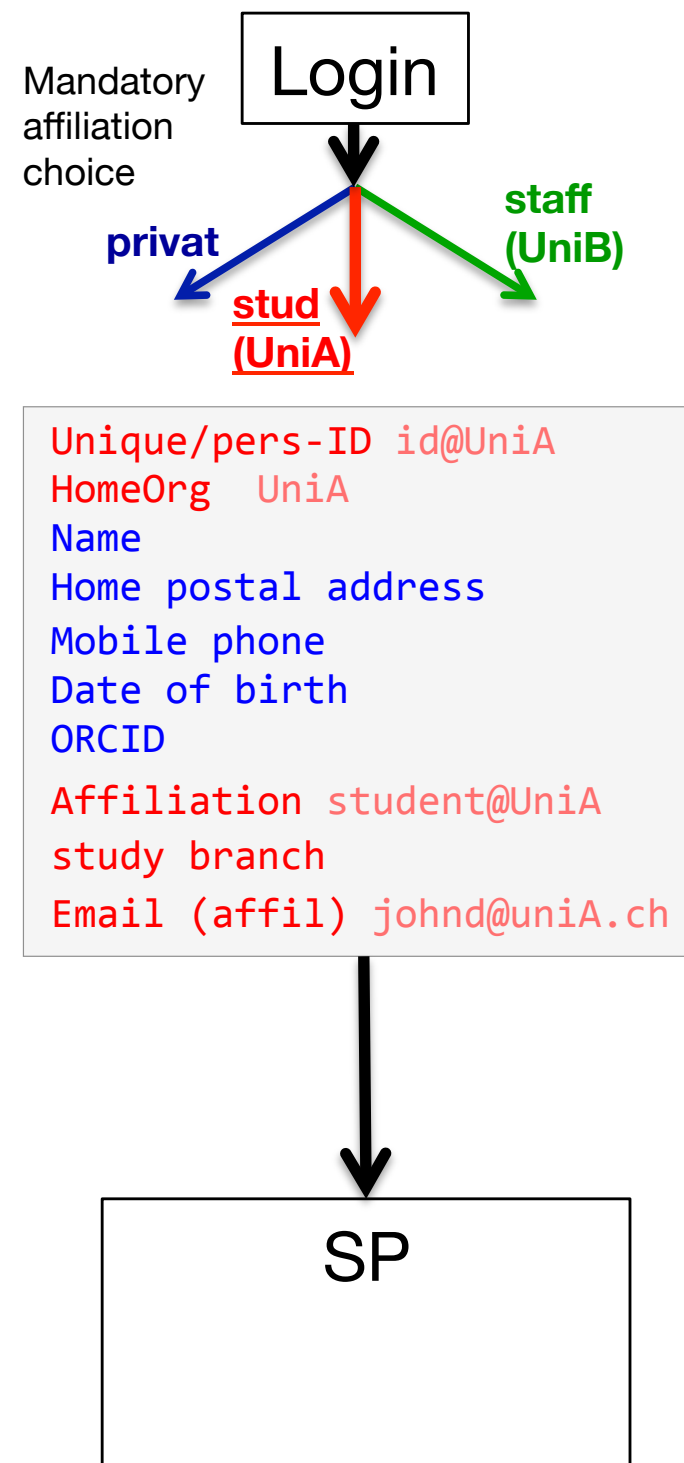 Login
Mandatory
affiliation
choice
privat
staff
(UniB)
stud
(UniA)
Unique/pers-ID id@UniA
HomeOrg UniA
Name
Home postal address
Mobile phone
Date of birth
ORCID
Affiliation student@UniA
study branch
Email (affil) johnd@uniA.ch
SP